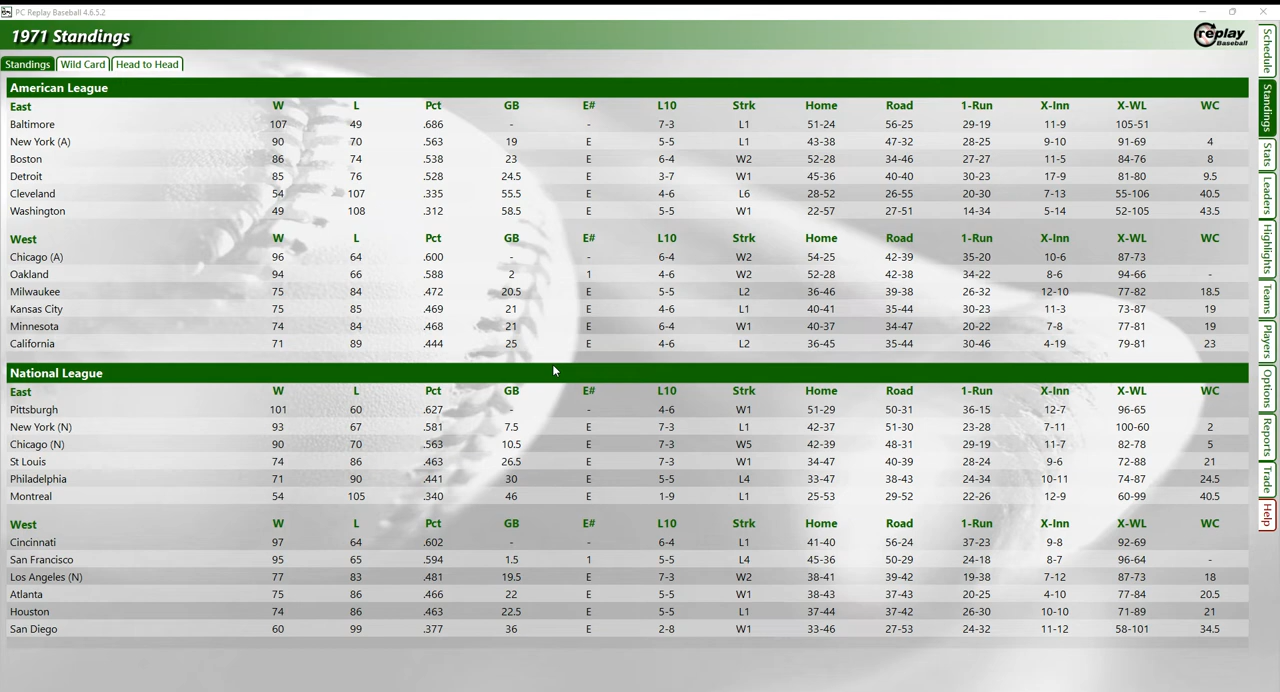 PC Replay Baseball 4.6.5.2
1971 Standings
replay Baseball
Standings Wild Card Head to Head
American League
East W L Pct GB E# L10 Strk Home Road 1-Run X-Inn X-WL WC
Baltimore 107 49 .686 - - 7-3 L1 51-24 56-25 29-19 11-9 105-51
New York (A) 90 70 .563 19 E 5-5 L1 43-38 47-32 28-25 9-10 91-69 4
Boston 86 74 .538 23 E 6-4 W2 52-28 34-46 27-27 11-5 84-76 8
Detroit 85 76 .528 24.5 E 3-7 W1 45-36 40-40 30-23 17-9 81-80 9.5
Cleveland 54 107 .335 55.5 E 4-6 L6 28-52 26-55 20-30 7-13 55-106 40.5
Washington 49 108 .312 58.5 E 5-5 W1 22-57 27-51 14-34 5-14 52-105 43.5
West W L Pct GB E# L10 Strk Home Road 1-Run X-Inn X-WL WC
Chicago (A) 96 64 .600 - - 6-4 W2 54-25 42-39 35-20 10-6 87-73
Oakland 94 66 .588 2 1 4-6 W2 52-28 42-38 34-22 8-6 94-66 -
Milwaukee 75 84 .472 20.5 E 5-5 L2 36-46 39-38 26-32 12-10 77-82 18.5
Kansas City 75 85 .469 21 E 4-6 L1 40-41 35-44 30-23 11-3 73-87 19
Minnesota 74 84 .468 21 E 6-4 W1 40-37 34-47 20-22 7-8 77-81 19
California 71 89 .444 25 E 4-6 L2 36-45 35-44 30-46 4-19 79-81 23
National League
East W L Pct GB E# L10 Strk Home Road 1-Run X-Inn X-WL WC
Pittsburgh 101 60 .627 - - 4-6 W1 51-29 50-31 36-15 12-7 96-65
New York (N) 93 67 .581 7.5 E 7-3 L1 42-37 51-30 23-28 7-11 100-60 2
Chicago (N) 90 70 .563 10.5 E 7-3 W5 42-39 48-31 29-19 11-7 82-78 5
St Louis 74 86 .463 26.5 E 7-3 W1 34-47 40-39 28-24 9-6 72-88 21
Philadelphia 71 90 .441 30 E 5-5 L4 33-47 38-43 24-34 10-11 74-87 24.5
Montreal 54 105 .340 46 E 1-9 L1 25-53 29-52 22-26 12-9 60-99 40.5
West W L Pct GB E# L10 Strk Home Road 1-Run X-Inn X-WL WC
Cincinnati 97 64 .602 - - 6-4 L1 41-40 56-24 37-23 9-8 92-69
San Francisco 95 65 .594 1.5 1 5-5 L4 45-36 50-29 24-18 8-7 96-64 -
Los Angeles (N) 77 83 .481 19.5 E 7-3 W2 38-41 39-42 19-38 7-12 87-73 18
Atlanta 75 86 .466 22 E 5-5 W1 38-43 37-43 20-25 4-10 77-84 20.5
Houston 74 86 .463 22.5 E 5-5 L1 37-44 37-42 26-30 10-10 71-89 21
San Diego 60 99 .377 36 E 2-8 W1 33-46 27-53 24-32 11-12 58-101 34.5
Schedule
Standings
Stats
Leaders
Highlights
Teams
Players
Options
Reports
Trade
Help